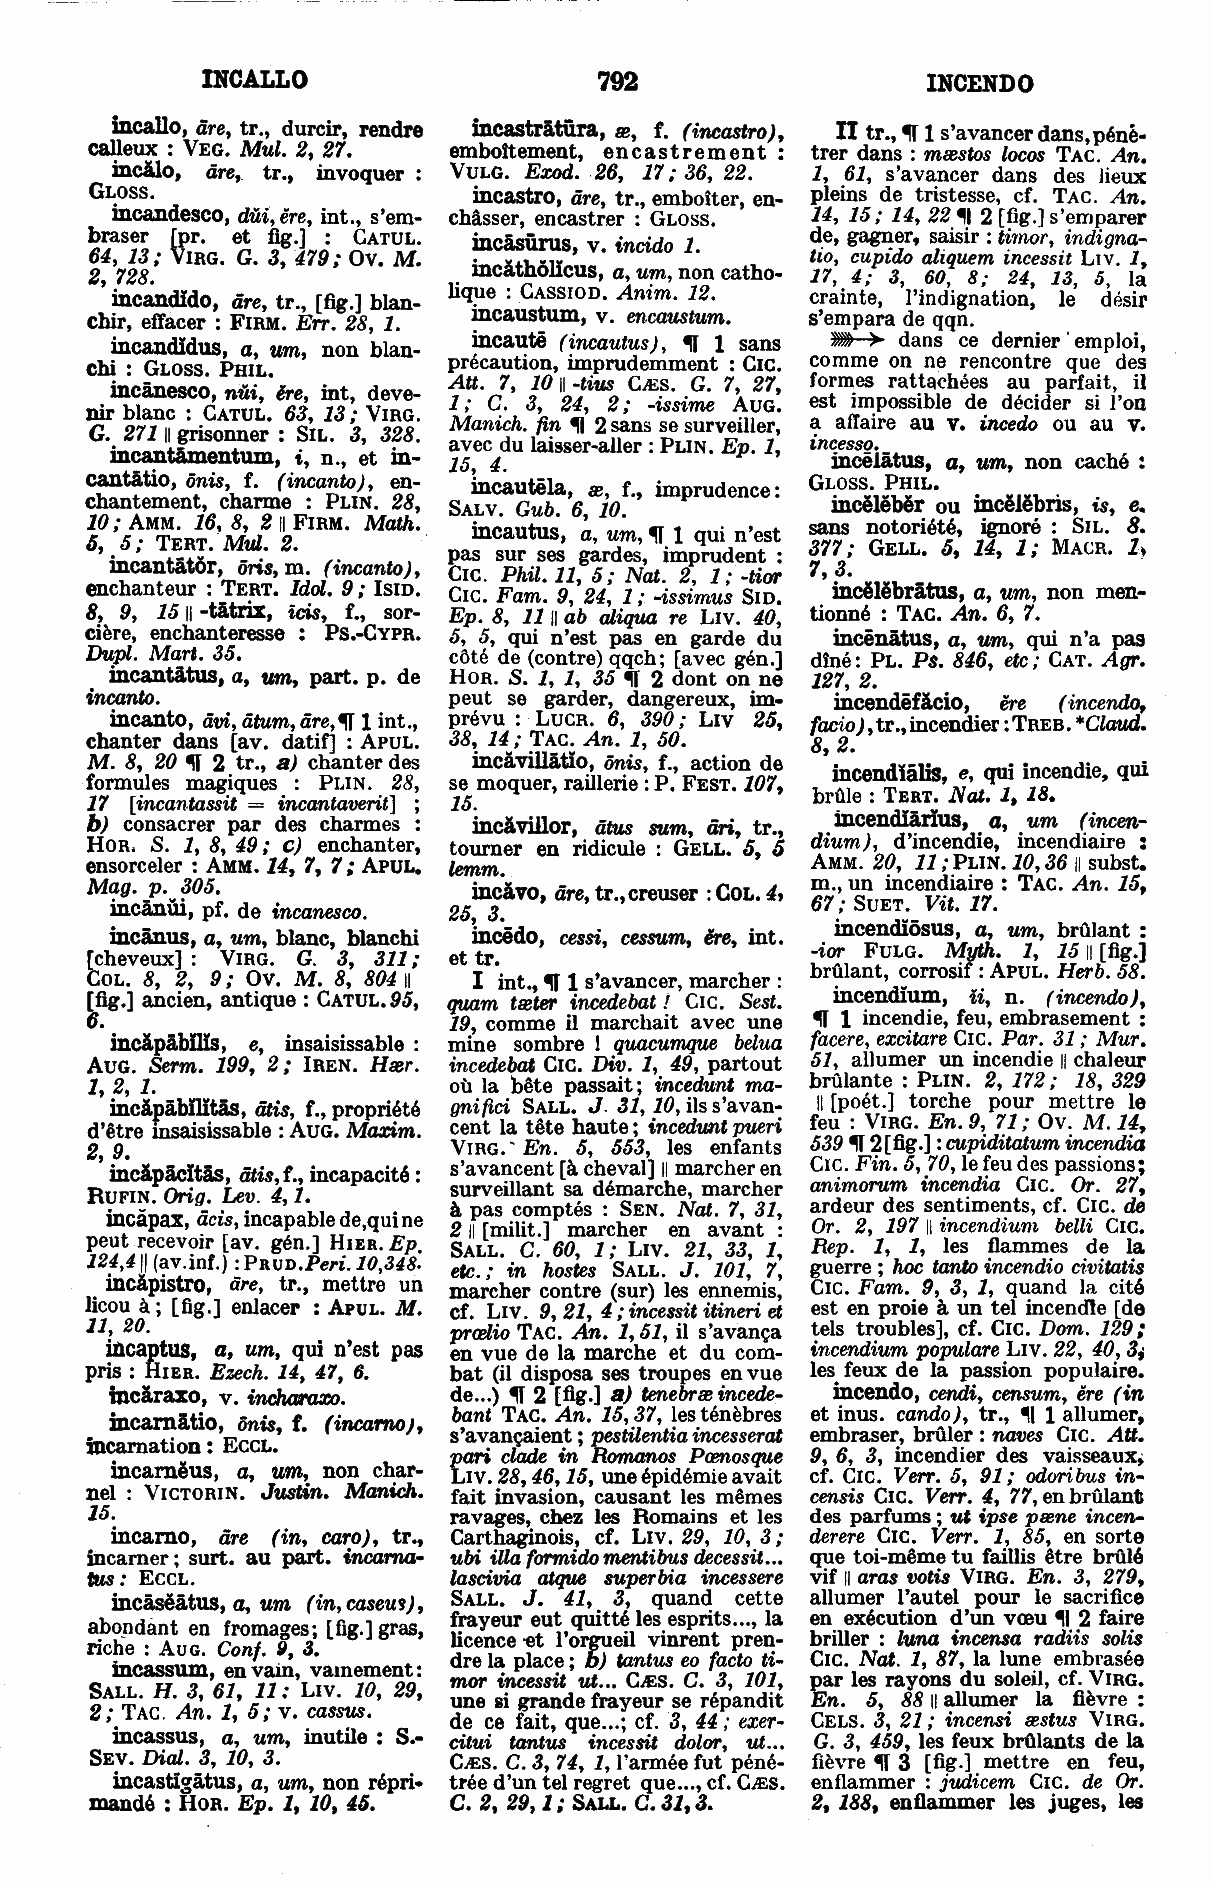 INCALLO
792
INCENDO
incallo, āre, tr., durcir, rendre
calleux : VEG. Mul. 2, 27.
incălo, āre, tr., invoquer :
GLOSS.
incandesco, dŭi, ĕre, int., s'em-
braser [pr. et fig.] : CATUL.
64, 13; VIRG. G. 3, 479; OV. M.
2, 728.
incandĭdo, āre, tr., [fig.] blan-
chir, effacer : FIRM. Err. 28, 1.
incandĭdus, a, um, non blan-
chi : GLOSS. PHIL.
incānesco, nŭi, ĕre, int, deve-
nir blanc : CATUL. 63, 13; VIRG.
G. 271 || grisonner : SIL. 3, 328.
incantāmentum, i, n., et in-
cantātio, ōnis, f. (incanto), en-
chantement, charme : PLIN. 28,
10; AMM. 16, 8, 2 || FIRM. Math.
5, 5; TERT. Mul. 2.
incantātŏr, ōris, m. (incanto),
enchanteur : TERT. Idol. 9; ISID.
8, 9, 15 || -tātrix, īcis, f., sor-
cière, enchanteresse : PS.-CYPR.
Dupl. Mart. 35.
incantātus, a, um, part. p. de
incanto.
incanto, āvi, ātum, āre, ¶ 1 int.,
chanter dans [av. datif] : APUL.
M. 8, 20 ¶ 2 tr., a) chanter des
formules magiques : PLIN. 28,
17 [incantassit = incantaverit] ;
b) consacrer par des charmes :
HOR. S. 1, 8, 49; c) enchanter,
ensorceler : AMM. 14, 7, 7; APUL.
Mag. p. 305.
incānŭi, pf. de incanesco.
incānus, a, um, blanc, blanchi
[cheveux] : VIRG. G. 3, 311;
COL. 8, 2, 9; OV. M. 8, 804 ||
[fig.] ancien, antique : CATUL. 95,
6.
incăpābĭlĭs, e, insaisissable :
AUG. Serm. 199, 2; IREN. Hær.
1, 2, 1.
incăpābĭlĭtās, ātis, f., propriété
d'être insaisissable : AUG. Maxim.
2, 9.
incăpācĭtās, ātis, f., incapacité :
RUFIN. Orig. Lev. 4, 1.
incăpax, ācis, incapable de, qui ne
peut recevoir [av. gén.] HIER. Ep.
124, 4 || (av. inf.) : PRUD. Peri. 10, 348.
incăpistro, āre, tr., mettre un
licou à ; [fig.] enlacer : APUL. M.
11, 20.
incaptus, a, um, qui n'est pas
pris : HIER. Ezech. 14, 47, 6.
incăraxo, v. incharaxo.
incarnātio, ōnis, f. (incarno),
incarnation : ECCL.
incarnĕus, a, um, non char-
nel : VICTORIN. Justin. Manich.
15.
incarno, āre (in, caro), tr.,
incarner ; surt. au part. incarna-
tus : ECCL.
incāsĕātus, a, um (in, caseus),
abondant en fromages; [fig.] gras,
riche : AUG. Conf. 9, 3.
incassum, en vain, vainement :
SALL. H. 3, 61, 11; LIV. 10, 29,
2; TAC. An. 1, 5; v. cassus.
incassus, a, um, inutile : S.-
SEV. Dial. 3, 10, 3.
incastīgātus, a, um, non répri-
mandé : HOR. Ep. 1, 10, 45.
incastrātūra, æ, f. (incastro),
emboîtement, encastrement :
VULG. Exod. 26, 17; 36, 22.
incastro, āre, tr., emboîter, en-
châsser, encastrer : GLOSS.
incāsūrus, v. incido 1.
incăthŏlicus, a, um, non catho-
lique : CASSIOD. Anim. 12.
incaustum, v. encaustum.
incautē (incautus), ¶ 1 sans
précaution, imprudemment : CIC.
Att. 7, 10 || -tius CÆS. G. 7, 27,
1; C. 3, 24, 2; -issime AUG.
Manich. fin ¶ 2 sans se surveiller,
avec du laisser-aller : PLIN. Ep. 1,
15, 4.
incautēla, æ, f., imprudence :
SALV. Gub. 6, 10.
incautus, a, um, ¶ 1 qui n'est
pas sur ses gardes, imprudent :
CIC. Phil. 11, 5; Nat. 2, 1; -tior
CIC. Fam. 9, 24, 1; -issimus SID.
Ep. 8, 11 || ab aliqua re LIV. 40,
5, 5, qui n'est pas en garde du
côté de (contre) qqch; [avec gén.]
HOR. S. 1, 1, 35 ¶ 2 dont on ne
peut se garder, dangereux, im-
prévu : LUCR. 6, 390; LIV 25,
38, 14; TAC. An. 1, 50.
incăvillātĭo, ōnis, f., action de
se moquer, raillerie : P. FEST. 107,
15.
incăvillor, ātus sum, āri, tr.,
tourner en ridicule : GELL. 5, 5
lemm.
incăvo, āre, tr., creuser : COL. 4,
25, 3.
incēdo, cessi, cessum, ĕre, int.
et tr.
I int., ¶ 1 s'avancer, marcher :
quam tæter incedebat ! CIC. Sest.
19, comme il marchait avec une
mine sombre ! quacumque belua
incedebat CIC. Div. 1, 49, partout
où la bête passait; incedunt ma-
gnifici SALL. J. 31, 10, ils s'avan-
cent la tête haute; incedunt pueri
VIRG. En. 5, 553, les enfants
s'avancent [à cheval] || marcher en
surveillant sa démarche, marcher
à pas comptés : SEN. Nat. 7, 31,
2 || [milit.] marcher en avant :
SALL. C. 60, 1; LIV. 21, 33, 1,
etc.; in hostes SALL. J. 101, 7,
marcher contre (sur) les ennemis,
cf. LIV. 9, 21, 4; incessit itineri et
prœlio TAC. An. 1, 51, il s'avança
en vue de la marche et du com-
bat (il disposa ses troupes en vue
de...) ¶ 2 [fig.] a) tenebræ incede-
bant TAC. An. 15, 37, les ténèbres
s'avançaient ; pestilentia incesserat
pari clade in Romanos Pœnosque
LIV. 28, 46, 15, une épidémie avait
fait invasion, causant les mêmes
ravages, chez les Romains et les
Carthaginois, cf. LIV. 29, 10, 3;
ubi illa formido mentibus decessit...
lascivia atque superbia incessere
SALL. J. 41, 3, quand cette
frayeur eut quitté les esprits..., la
licence et l'orgueil vinrent pren-
dre la place; b) tantus eo facto ti-
mor incessit ut... CÆS. C. 3, 101,
une si grande frayeur se répandit
de ce fait, que...; cf. 3, 44; exer-
citui tantus incessit dolor, ut...
CÆS. C. 3, 74, 1, l'armée fut péné-
trée d'un tel regret que..., cf. CÆS.
C. 2, 29, 1; SALL. C. 31, 3.
II tr., ¶ 1 s'avancer dans, péné-
trer dans : mæstos locos TAC. An.
1, 61, s'avancer dans des lieux
pleins de tristesse, cf. TAC. An.
14, 15; 14, 22 ¶ 2 [fig.] s'emparer
de, gagner, saisir : timor, indigna-
tio, cupido aliquem incessit LIV. 1,
17, 4; 3, 60, 8; 24, 13, 5, la
crainte, l'indignation, le désir
s'empara de qqn.
⟶ dans ce dernier emploi,
comme on ne rencontre que des
formes rattachées au parfait, il
est impossible de décider si l'on
a affaire au v. incedo ou au v.
incesso.
incēlātus, a, um, non caché :
GLOSS. PHIL.
incĕlĕbĕr ou incĕlĕbris, is, e,
sans notoriété, ignoré : SIL. 8.
377; GELL. 5, 14, 1; MACR. 1,
7, 3.
incĕlĕbrātus, a, um, non men-
tionné : TAC. An. 6, 7.
incēnātus, a, um, qui n'a pas
dîné : PL. Ps. 846, etc; CAT. Agr.
127, 2.
incendēfăcio, ĕre (incendo,
facio), tr., incendier : TREB. *Claud.
8, 2.
incendĭālis, e, qui incendie, qui
brûle : TERT. Nat. 1, 18.
incendĭārĭus, a, um (incen-
dium), d'incendie, incendiaire :
AMM. 20, 11; PLIN. 10, 36 || subst.
m., un incendiaire : TAC. An. 15,
67; SUET. Vit. 17.
incendĭōsus, a, um, brûlant :
-ior FULG. Myth. 1, 15 || [fig.]
brûlant, corrosif : APUL. Herb. 58.
incendĭum, ĭi, n. (incendo),
¶ 1 incendie, feu, embrasement :
facere, excitare CIC. Par. 31; Mur.
51, allumer un incendie || chaleur
brûlante : PLIN. 2, 172; 18, 329
|| [poét.] torche pour mettre le
feu : VIRG. En. 9, 71; OV. M. 14,
539 ¶ 2 [fig.] : cupiditatum incendia
CIC. Fin. 5, 70, le feu des passions;
animorum incendia CIC. Or. 27,
ardeur des sentiments, cf. CIC. de
Or. 2, 197 || incendium belli CIC.
Rep. 1, 1, les flammes de la
guerre ; hoc tanto incendio civitatis
CIC. Fam. 9, 3, 1, quand la cité
est en proie à un tel incendie [de
tels troubles], cf. CIC. Dom. 129;
incendium populare LIV. 22, 40, 3,
les feux de la passion populaire.
incendo, cendi, censum, ĕre (in
et inus. cando), tr., ¶ 1 allumer,
embraser, brûler : naves CIC. Att.
9, 6, 3, incendier des vaisseaux,
cf. CIC. Verr. 5, 91; odoribus in-
censis CIC. Verr. 4, 77, en brûlant
des parfums; ut ipse pæne incen-
derere CIC. Verr. 1, 85, en sorte
que toi-même tu faillis être brûlé
vif || aras votis VIRG. En. 3, 279,
allumer l'autel pour le sacrifice
en exécution d'un vœu ¶ 2 faire
briller : luna incensa radiis solis
CIC. Nat. 1, 87, la lune embrasée
par les rayons du soleil, cf. VIRG.
En. 5, 88 || allumer la fièvre :
CELS. 3, 21; incensi æstus VIRG.
G. 3, 459, les feux brûlants de la
fièvre ¶ 3 [fig.] mettre en feu,
enflammer : judicem CIC. de Or.
2, 188, enflammer les juges, les